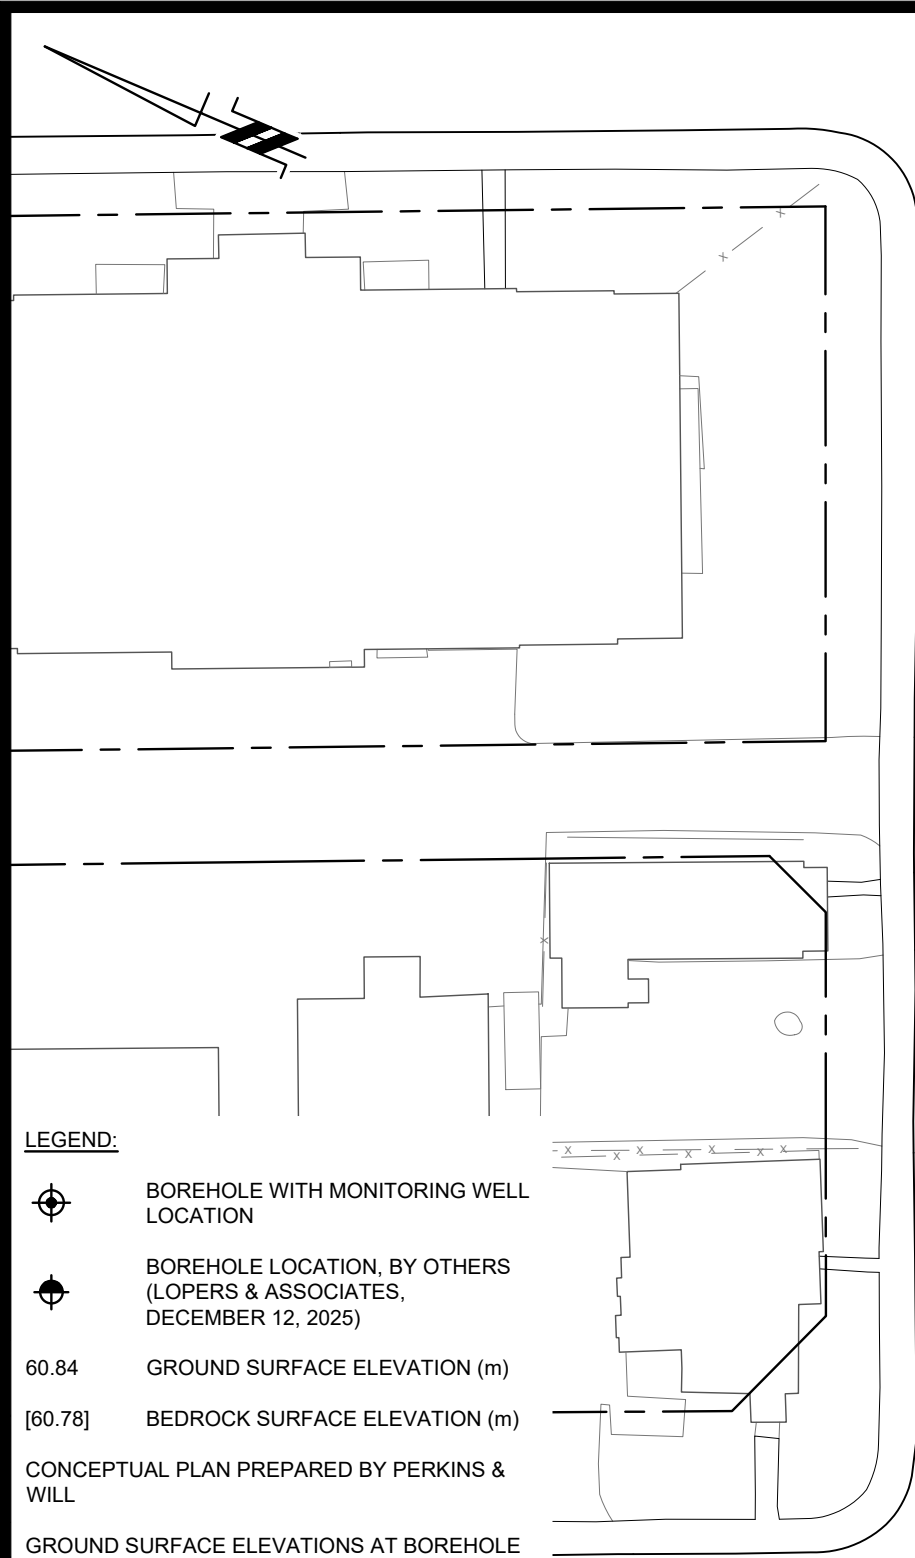 LEGEND:
BOREHOLE WITH MONITORING WELL
LOCATION
BOREHOLE LOCATION, BY OTHERS
(LOPERS & ASSOCIATES,
DECEMBER 12, 2025)
60.84 GROUND SURFACE ELEVATION (m)
[60.78] BEDROCK SURFACE ELEVATION (m)
CONCEPTUAL PLAN PREPARED BY PERKINS &
WILL
GROUND SURFACE ELEVATIONS AT BOREHOLE